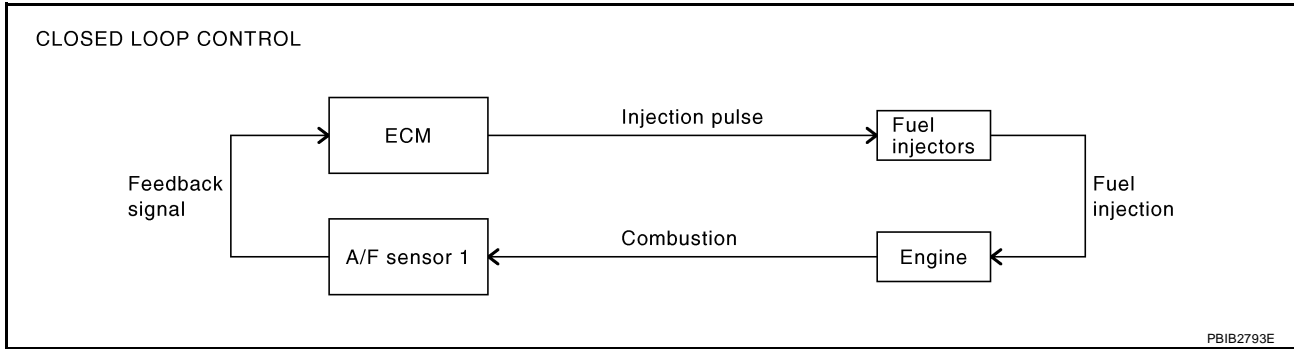 CLOSED LOOP CONTROL
ECM
Injection pulse
Fuel
injectors
Feedback
signal
Fuel
injection
A/F sensor 1
Combustion
Engine
PBIB2793E